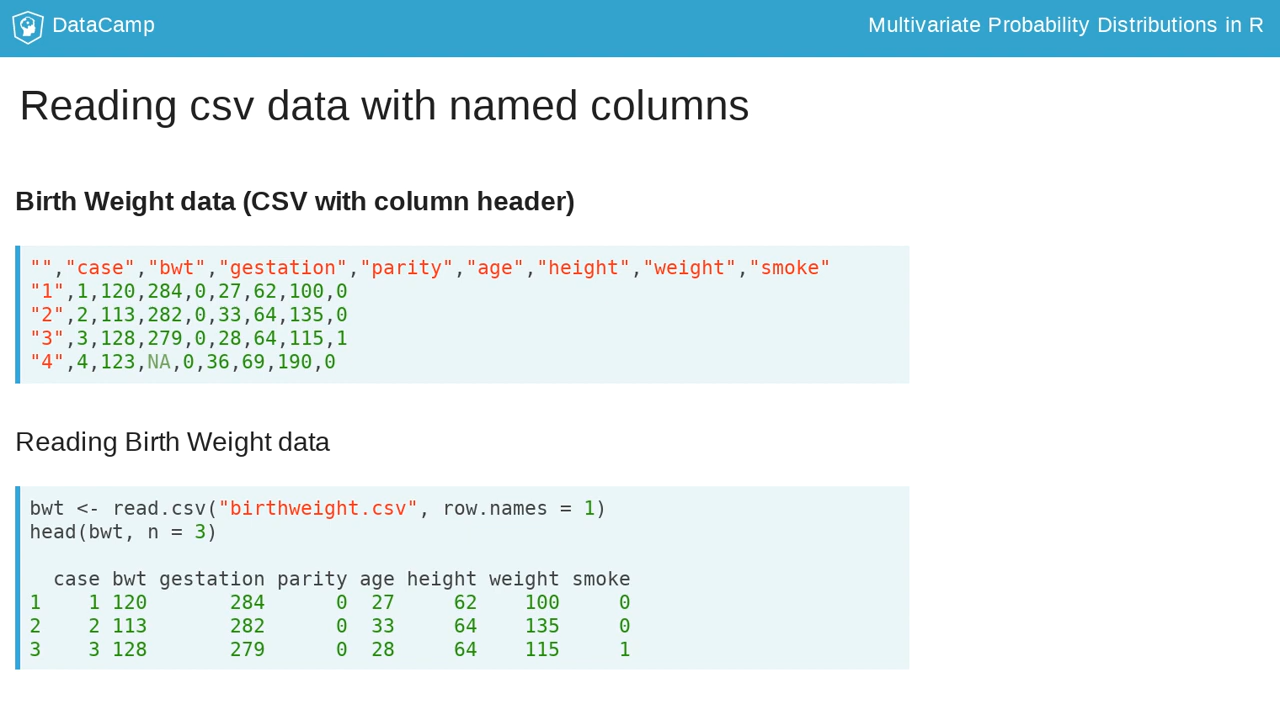 DataCamp
Multivariate Probability Distributions in R
Reading csv data with named columns
Birth Weight data (CSV with column header)
"","case","bwt","gestation","parity","age","height","weight","smoke"
"1",1,120,284,0,27,62,100,0
"2",2,113,282,0,33,64,135,0
"3",3,128,279,0,28,64,115,1
"4",4,123,NA,0,36,69,190,0
Reading Birth Weight data
bwt <- read.csv("birthweight.csv", row.names = 1)
head(bwt, n = 3)
  case bwt gestation parity age height weight smoke
1    1 120       284      0  27     62    100     0
2    2 113       282      0  33     64    135     0
3    3 128       279      0  28     64    115     1